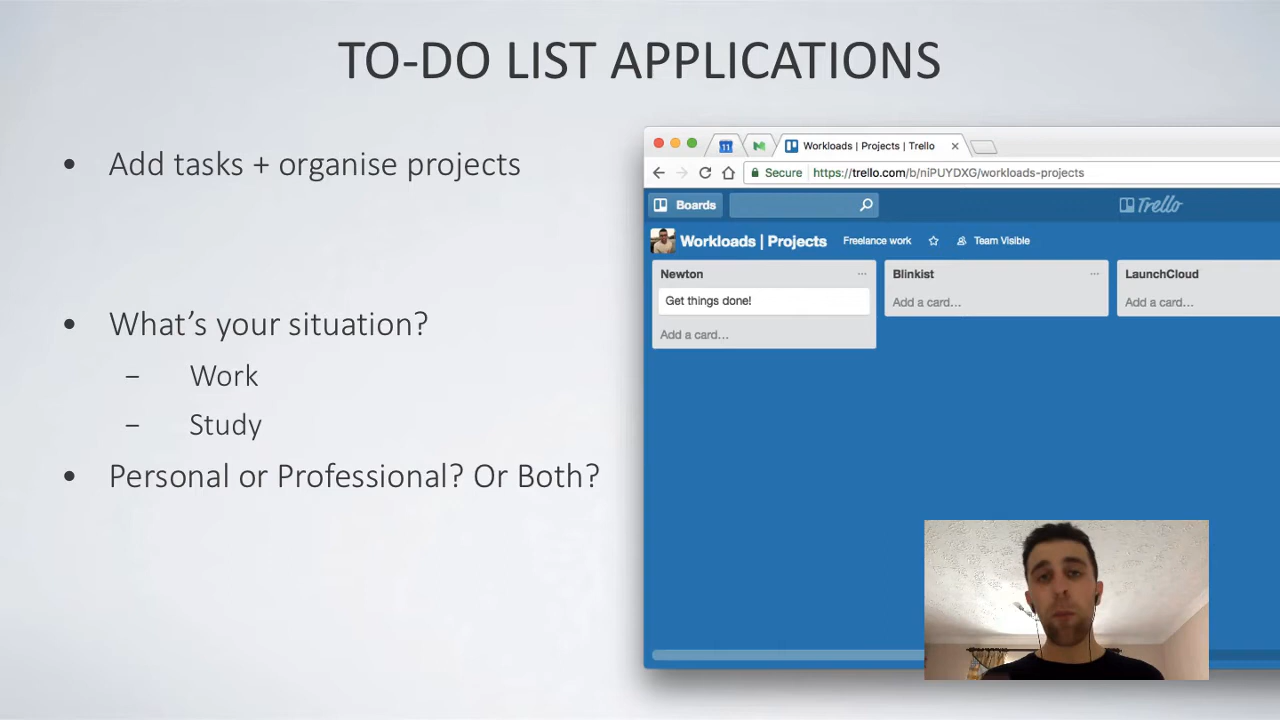 TO-DO LIST APPLICATIONS
• Add tasks + organise projects
• What’s your situation?
– Work
– Study
• Personal or Professional? Or Both?
11
Workloads | Projects | Trello
Secure https://trello.com/b/niPUYDXG/workloads-projects
Boards
Trello
Workloads | Projects Freelance work Team Visible
Newton
Get things done!
Add a card...
Blinkist
Add a card...
LaunchCloud
Add a card...